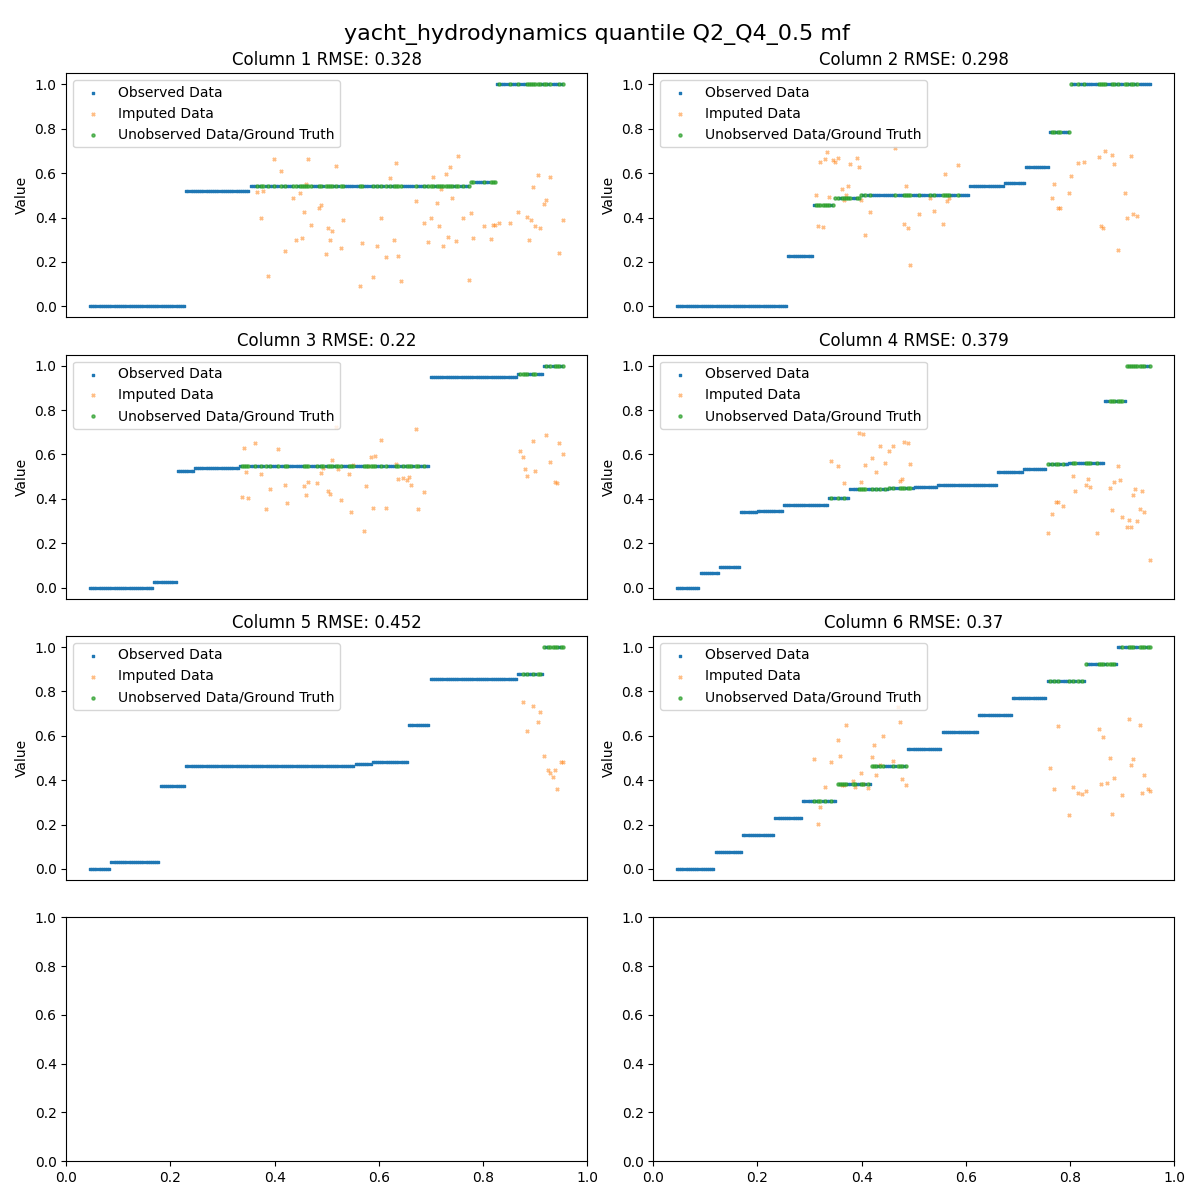 yacht_hydrodynamics quantile Q2_Q4_0.5 mf
Column 1 RMSE: 0.328
Column 2 RMSE: 0.298
1.0
0.8
0.6
0.4
0.2
0.0
Value
Observed Data
Imputed Data
Unobserved Data/Ground Truth
1.0
0.8
0.6
0.4
0.2
0.0
Value
Observed Data
Imputed Data
Unobserved Data/Ground Truth
Column 3 RMSE: 0.22
Column 4 RMSE: 0.379
1.0
0.8
0.6
0.4
0.2
0.0
Value
Observed Data
Imputed Data
Unobserved Data/Ground Truth
1.0
0.8
0.6
0.4
0.2
0.0
Value
Observed Data
Imputed Data
Unobserved Data/Ground Truth
Column 5 RMSE: 0.452
Column 6 RMSE: 0.37
1.0
0.8
0.6
0.4
0.2
0.0
Value
Observed Data
Imputed Data
Unobserved Data/Ground Truth
1.0
0.8
0.6
0.4
0.2
0.0
Value
Observed Data
Imputed Data
Unobserved Data/Ground Truth
1.0
0.8
0.6
0.4
0.2
0.0
0.0 0.2 0.4 0.6 0.8 1.0
1.0
0.8
0.6
0.4
0.2
0.0
0.0 0.2 0.4 0.6 0.8 1.0